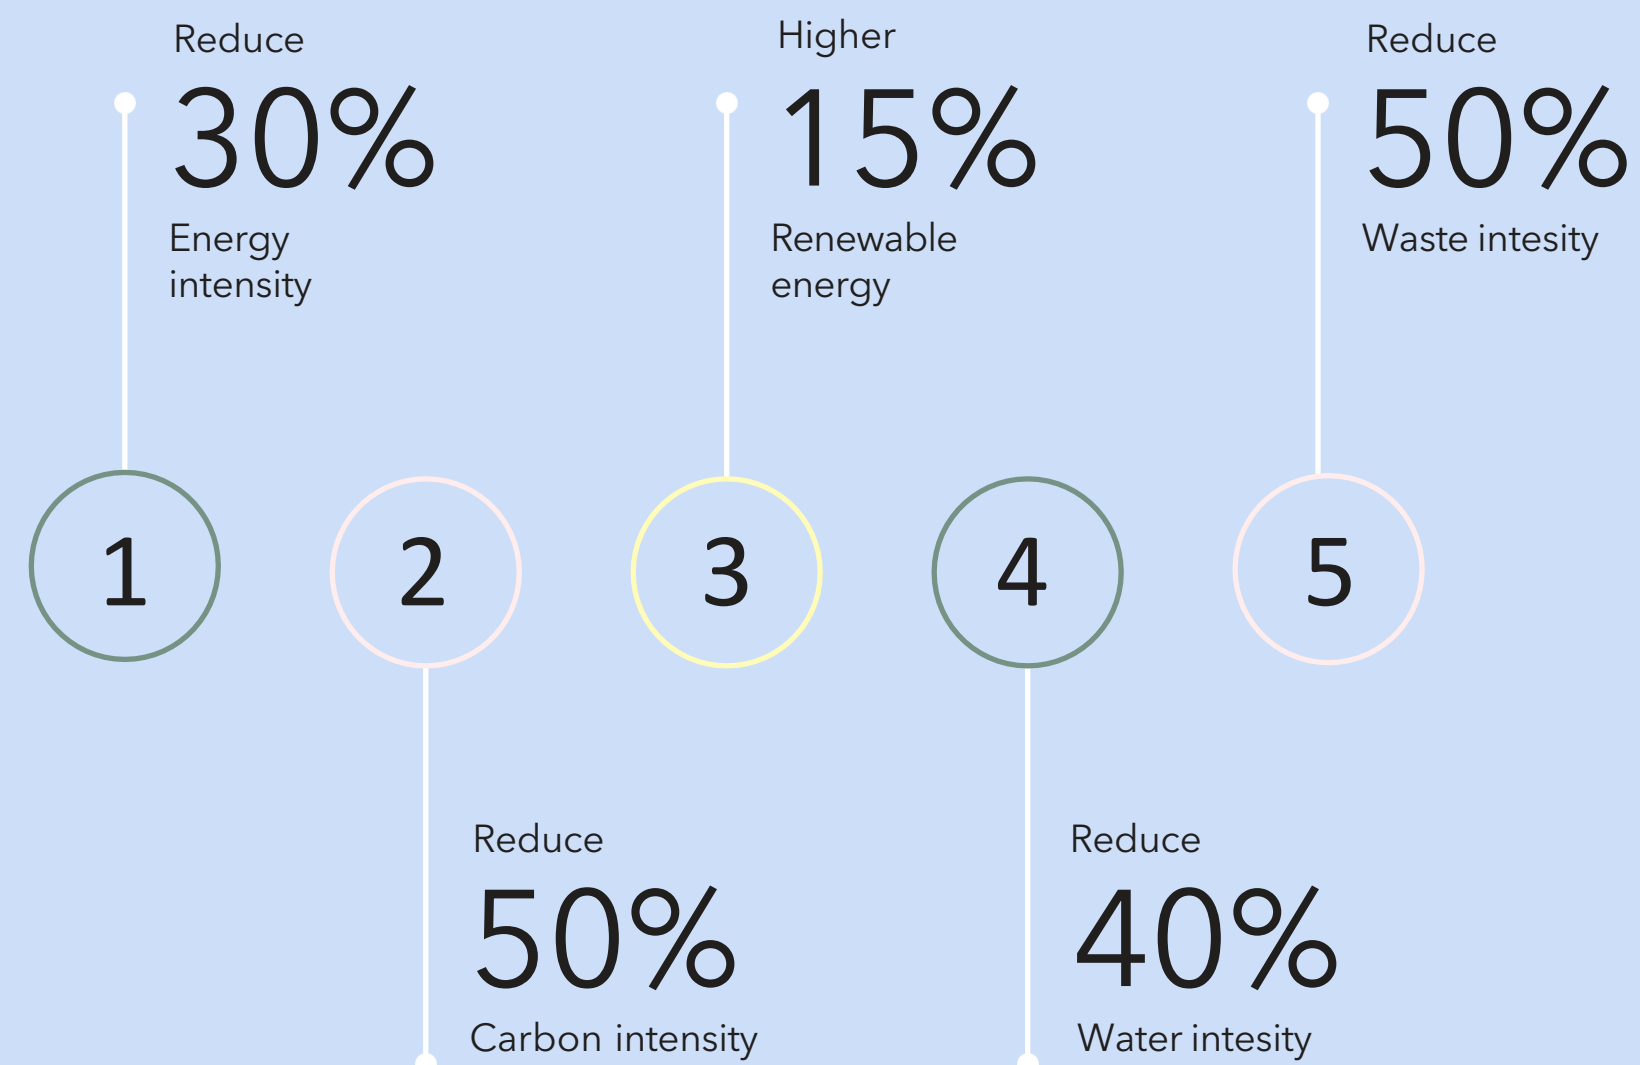 Reduce
30%
Energy
intensity
Higher
15%
Renewable
energy
Reduce
50%
Waste intesity
1
2
3
4
5
Reduce
50%
Carbon intensity
Reduce
40%
Water intesity